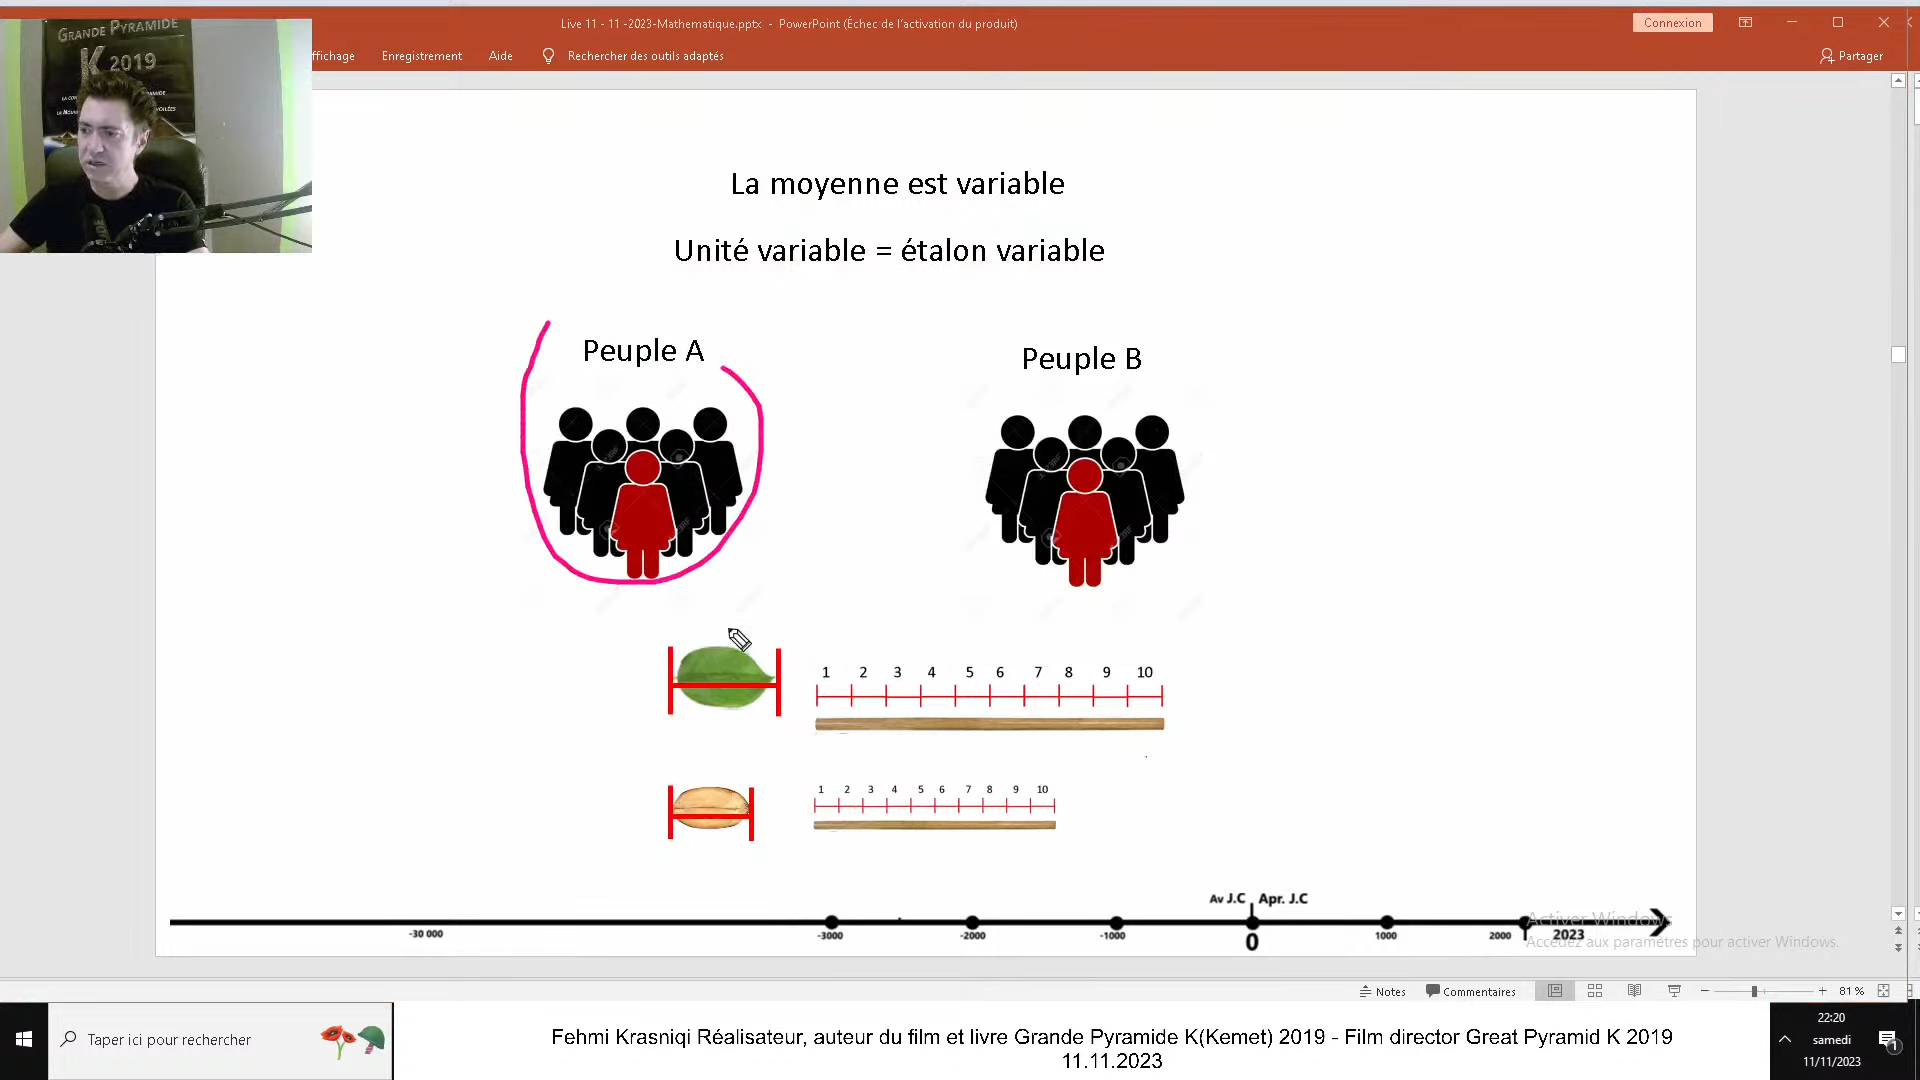 Live 11 - 11 -2023-Mathematique.pptx - PowerPoint (Échec de l'activation du produit)
Connexion
ffichage Enregistrement Aide Rechercher des outils adaptés
Partager
GRANDE PYRAMIDE
K 2019
La moyenne est variable
Unité variable = étalon variable
Peuple A
Peuple B
1 2 3 4 5 6 7 8 9 10
1 2 3 4 5 6 7 8 9 10
Av J.C Apr. J.C
-30 000 -3000 -2000 -1000 0 1000 2000 2023
Activer Windows
Accédez aux paramètres pour activer Windows.
Notes Commentaires 81 %
Taper ici pour rechercher
Fehmi Krasniqi Réalisateur, auteur du film et livre Grande Pyramide K(Kemet) 2019 - Film director Great Pyramid K 2019
11.11.2023
22:20
samedi
11/11/2023
1